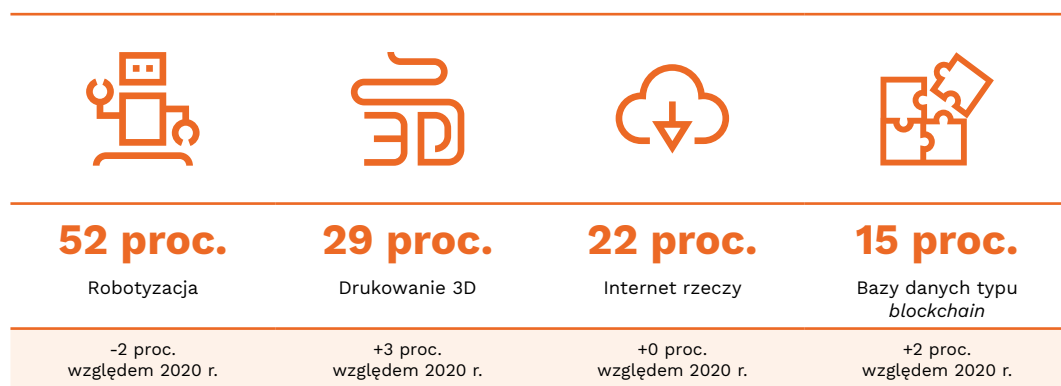 3D
52 proc.
Robotyzacja
-2 proc.
względem 2020 r.
29 proc.
Drukowanie 3D
+3 proc.
względem 2020 r.
22 proc.
Internet rzeczy
+0 proc.
względem 2020 r.
15 proc.
Bazy danych typu
blockchain
+2 proc.
względem 2020 r.